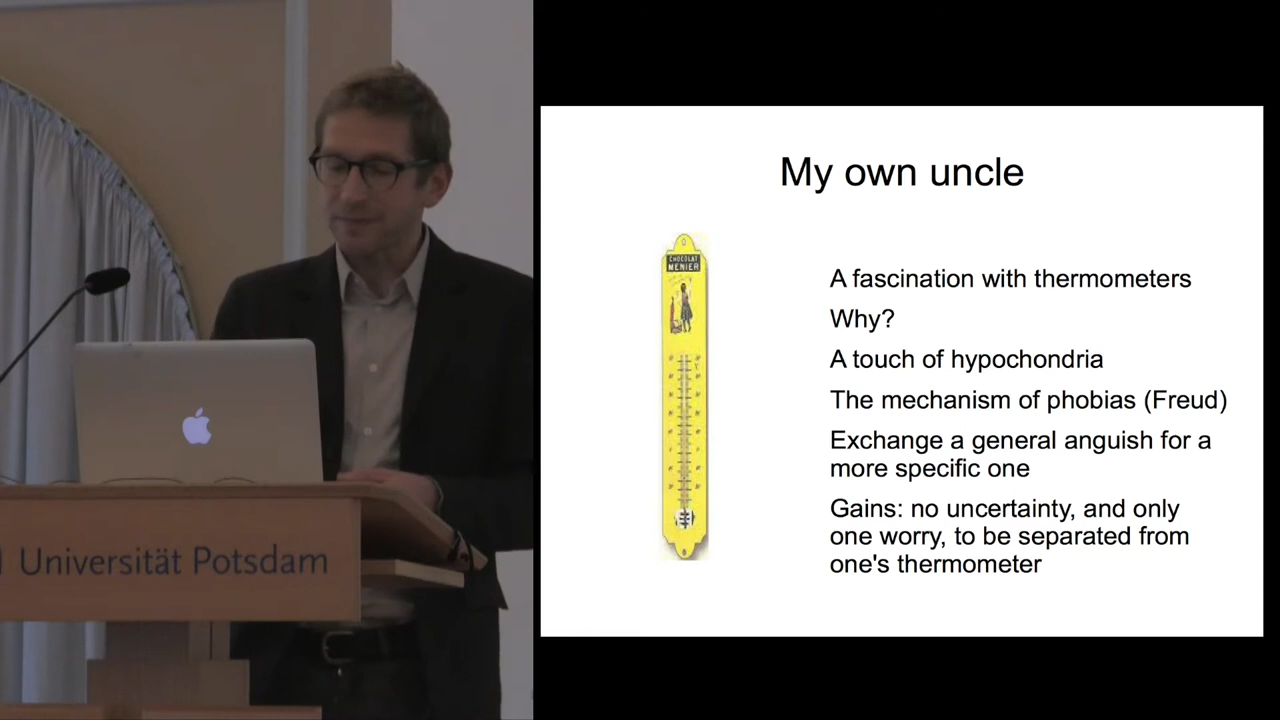 My own uncle
CHOCOLAT
MENIER
A fascination with thermometers
Why?
A touch of hypochondria
The mechanism of phobias (Freud)
Exchange a general anguish for a
more specific one
Gains: no uncertainty, and only
one worry, to be separated from
one's thermometer
Universität Potsdam